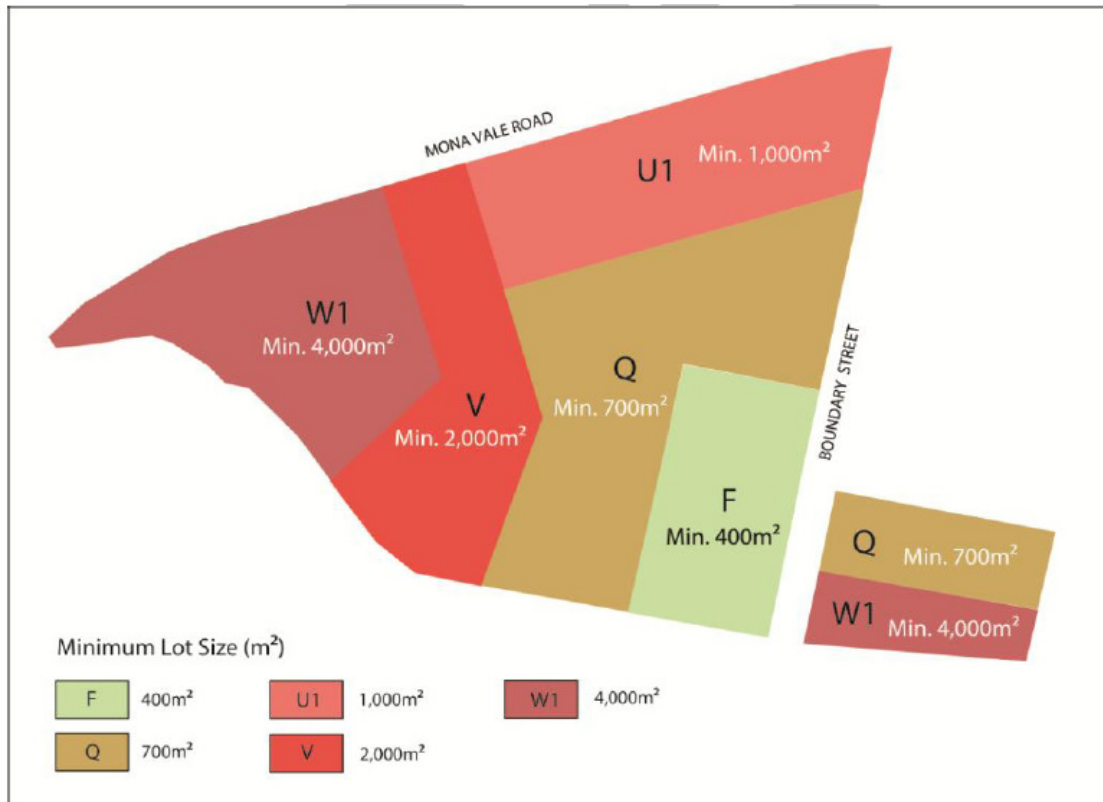 MONA VALE ROAD
U1 Min. 1,000m²
W1
Min. 4,000m²
Q
Min. 700m²
V
Min. 2,000m²
BOUNDARY STREET
F
Min. 400m²
Q Min. 700m²
W1 Min. 4,000m²
Minimum Lot Size (m²)
F 400m² U1 1,000m² W1 4,000m²
Q 700m² V 2,000m²